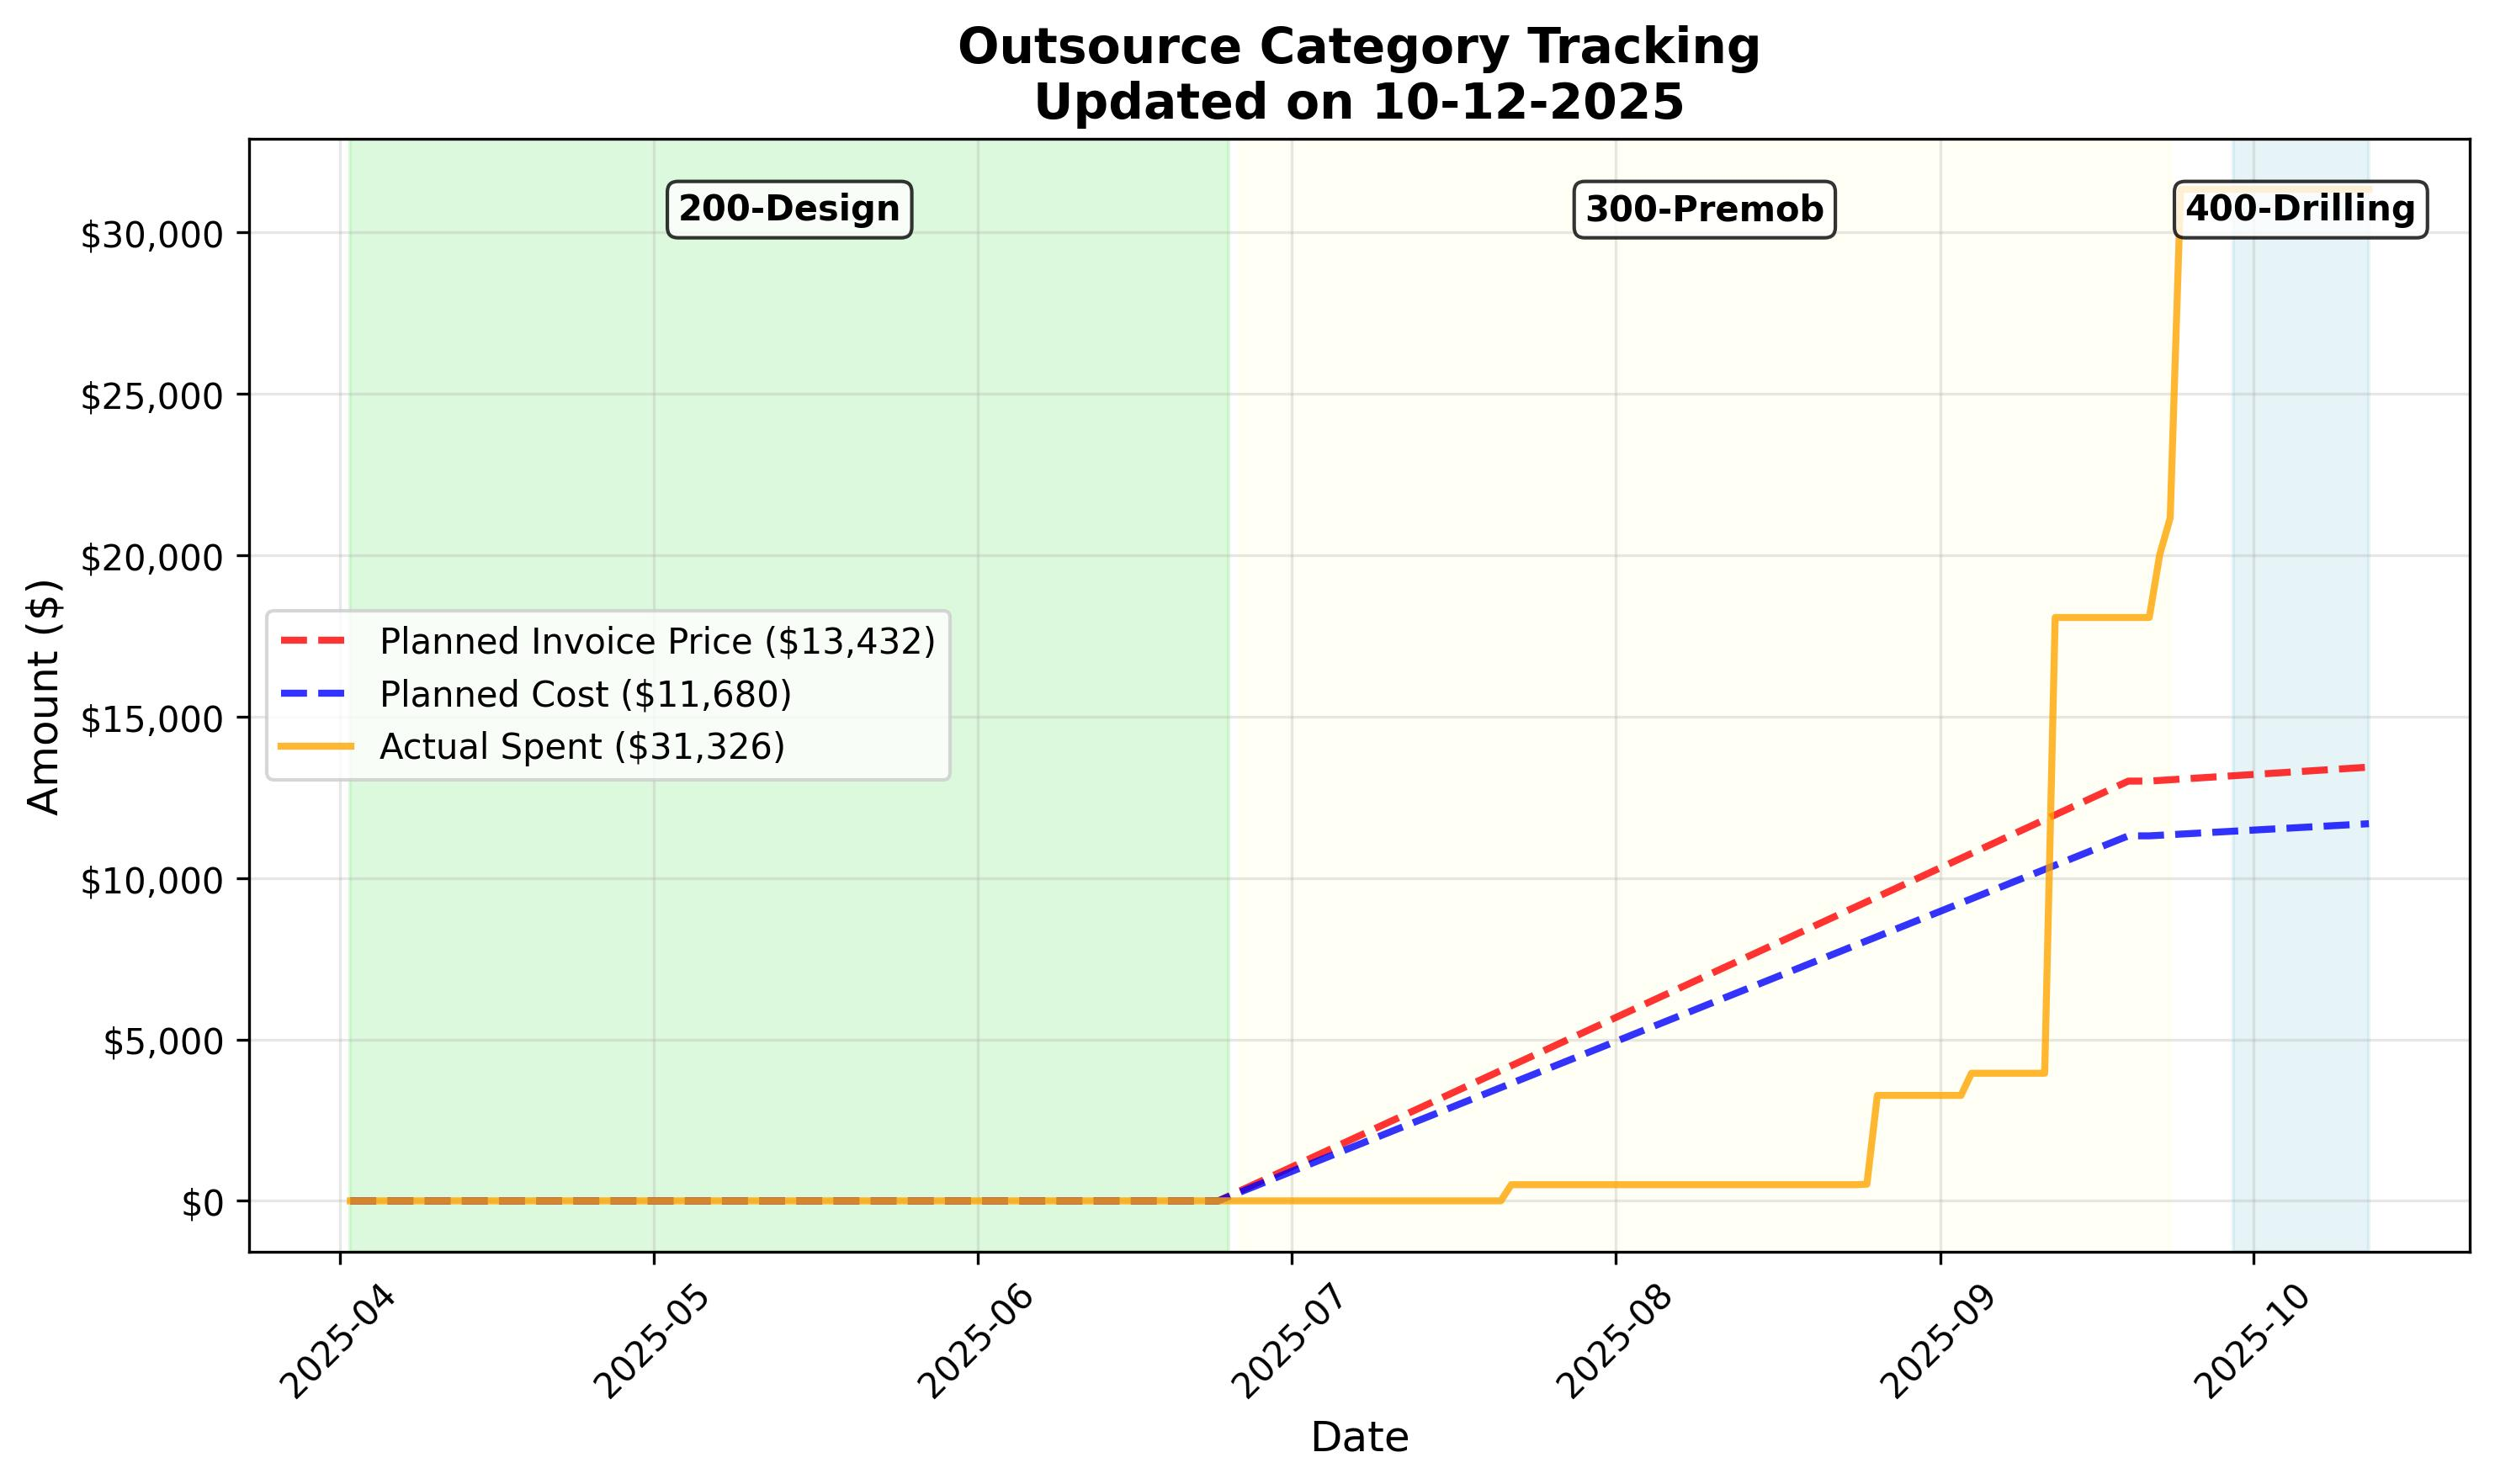 Outsource Category Tracking
Updated on 10-12-2025
200-Design
300-Premob
400-Drilling
$30,000
$25,000
$20,000
$15,000
$10,000
$5,000
$0
Amount ($)
Planned Invoice Price ($13,432)
Planned Cost ($11,680)
Actual Spent ($31,326)
2025-04
2025-05
2025-06
2025-07
2025-08
2025-09
2025-10
Date